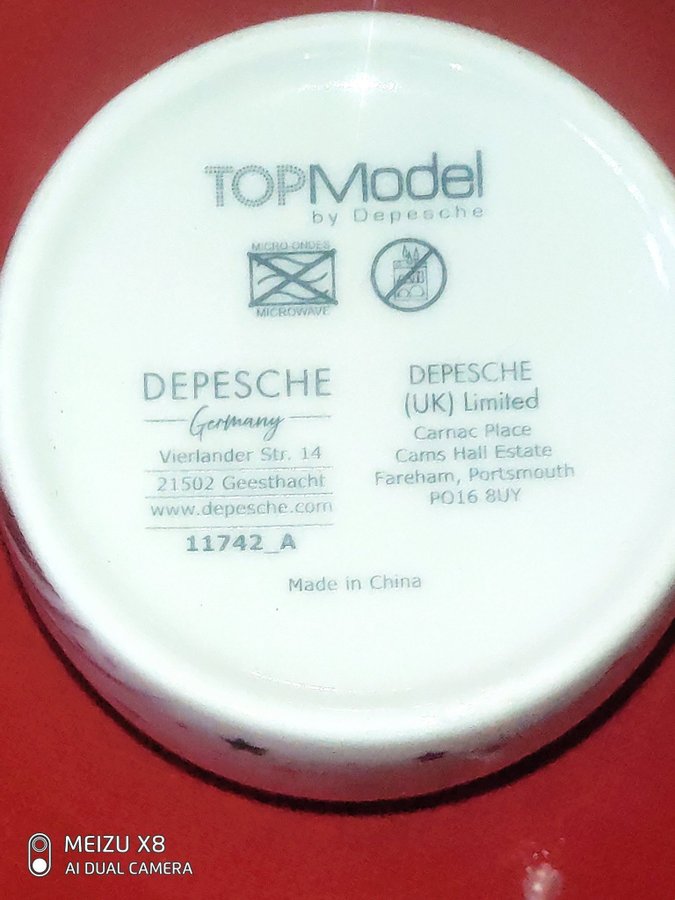 TOPModel
by Depesche
MICRO-ONDES
MICROWAVE
DEPESCHE
Germany
Vierlander Str. 14
21502 Geesthacht
www.depesche.com
11742_A
DEPESCHE
(UK) Limited
Carnac Place
Cams Hall Estate
Fareham, Portsmouth
PO16 8UY
Made in China
MEIZU X8
AI DUAL CAMERA